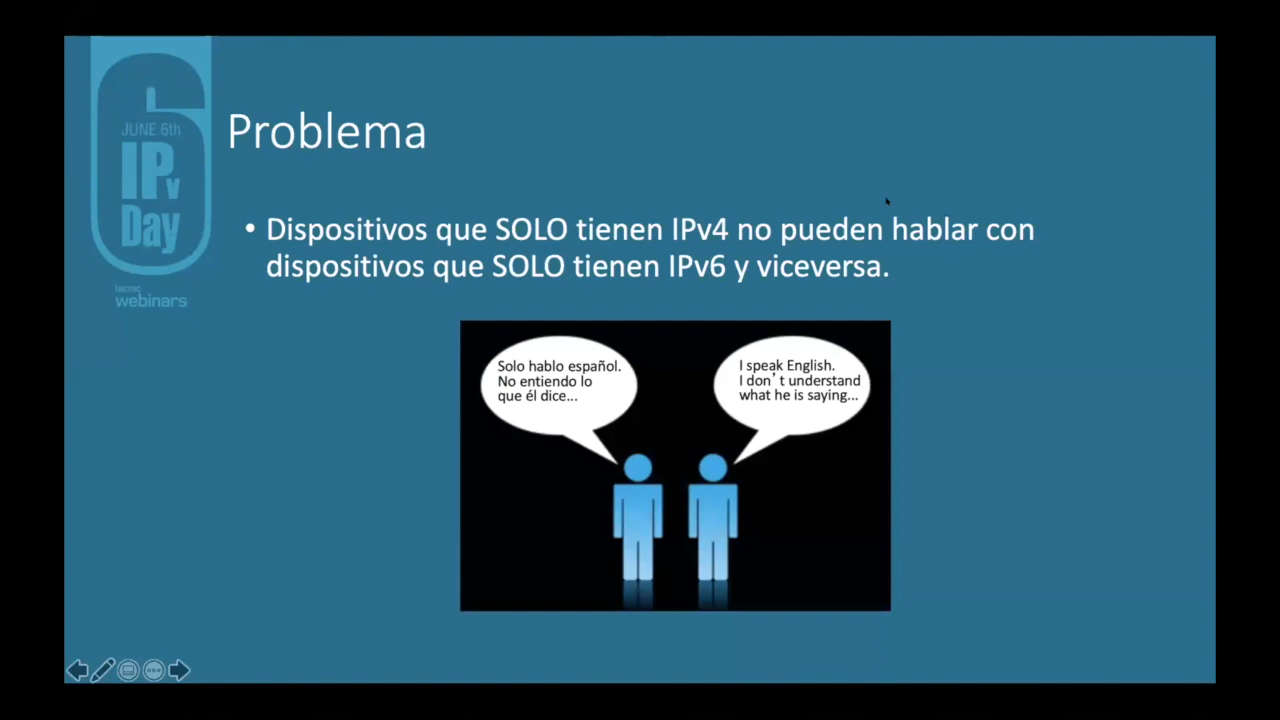 JUNE 6th
IPv
Day
lacnic
webinars
Problema
• Dispositivos que SOLO tienen IPv4 no pueden hablar con
dispositivos que SOLO tienen IPv6 y viceversa.
Solo hablo español.
No entiendo lo
que él dice...
I speak English.
I don’t understand
what he is saying...